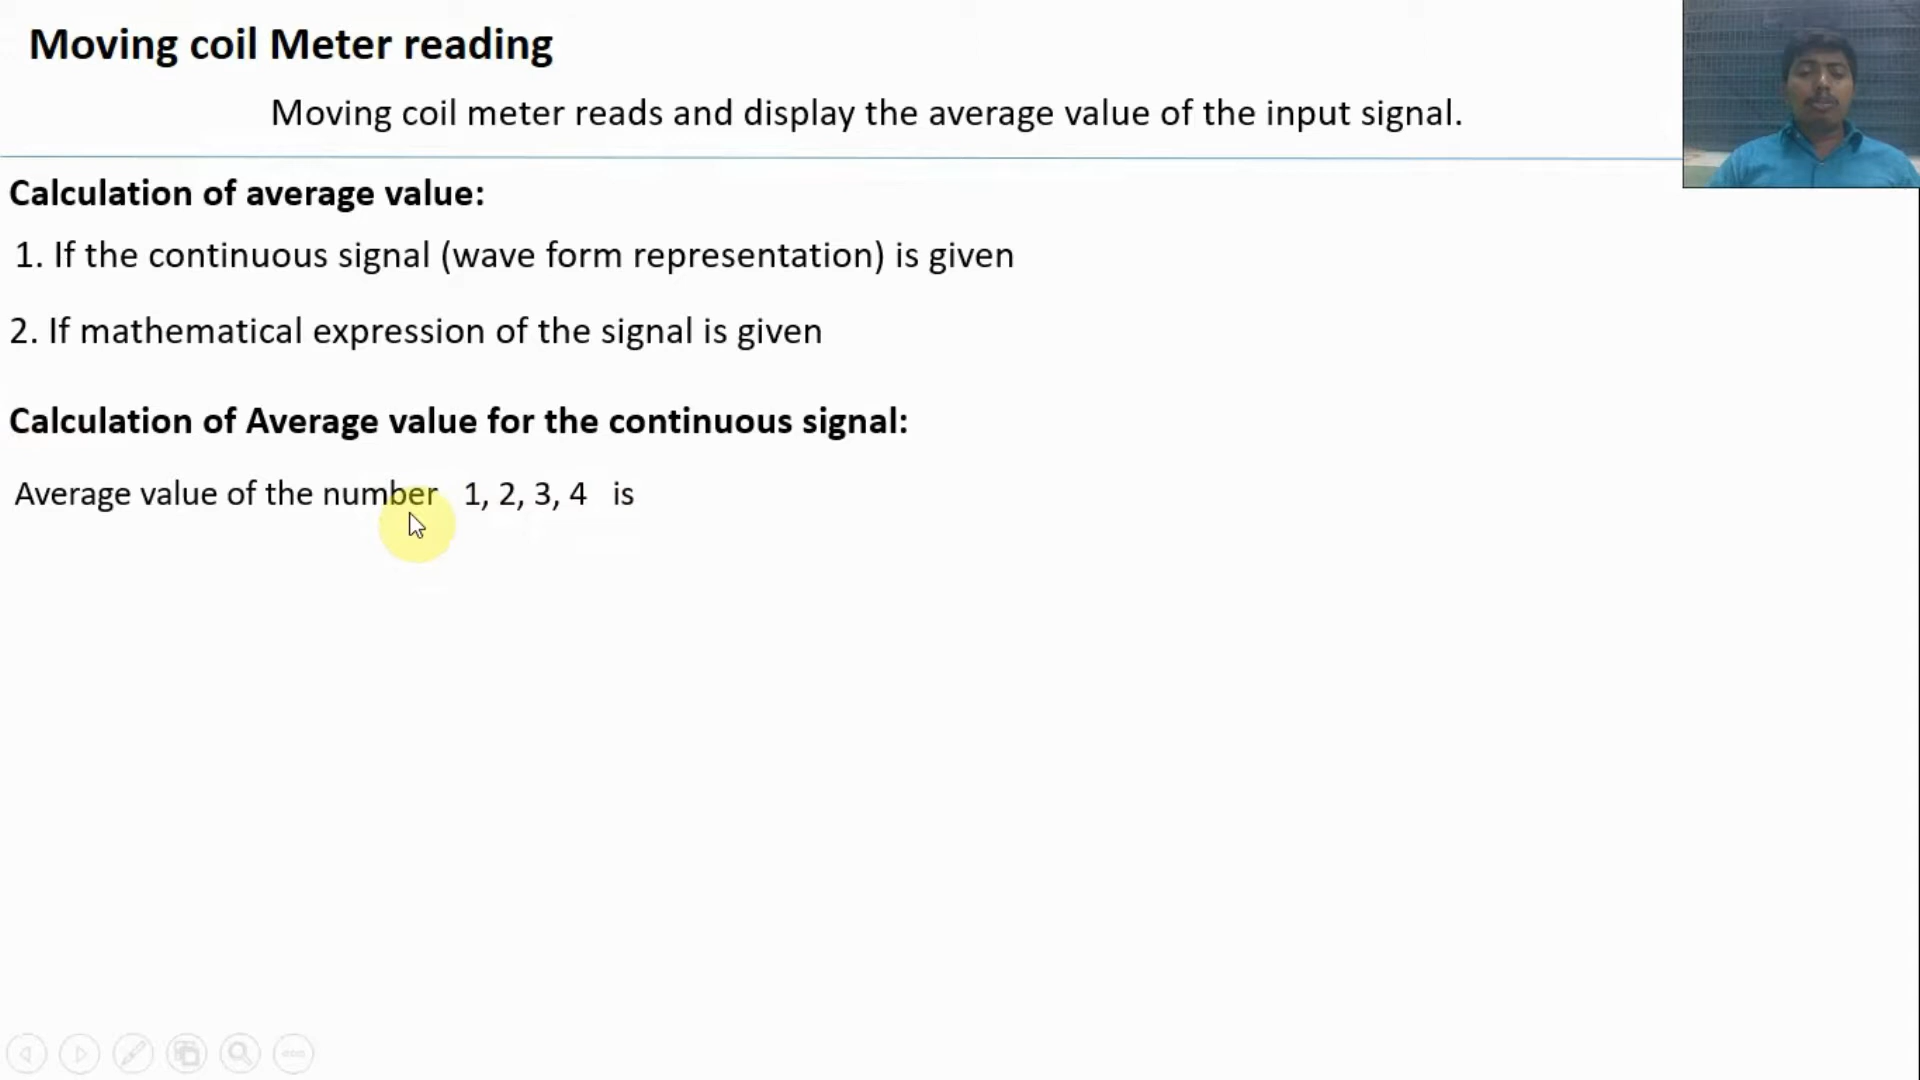 Moving coil Meter reading
Moving coil meter reads and display the average value of the input signal.
Calculation of average value:
1. If the continuous signal (wave form representation) is given
2. If mathematical expression of the signal is given
Calculation of Average value for the continuous signal:
Average value of the number 1, 2, 3, 4 is